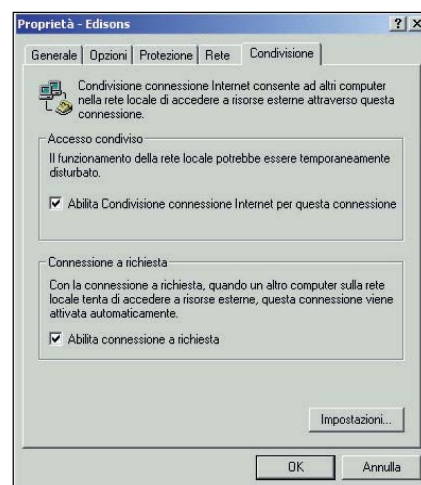 Proprietà - Edisons
Generale Opzioni Protezione Rete Condivisione
Condivisione connessione Internet consente ad altri computer
nella rete locale di accedere a risorse esterne attraverso questa
connessione.
Accesso condiviso
Il funzionamento della rete locale potrebbe essere temporaneamente
disturbato.
Abilita Condivisione connessione Internet per questa connessione
Connessione a richiesta
Con la connessione a richiesta, quando un altro computer sulla rete
locale tenta di accedere a risorse esterne, questa connessione viene
attivata automaticamente.
Abilita connessione a richiesta
Impostazioni...
OK Annulla